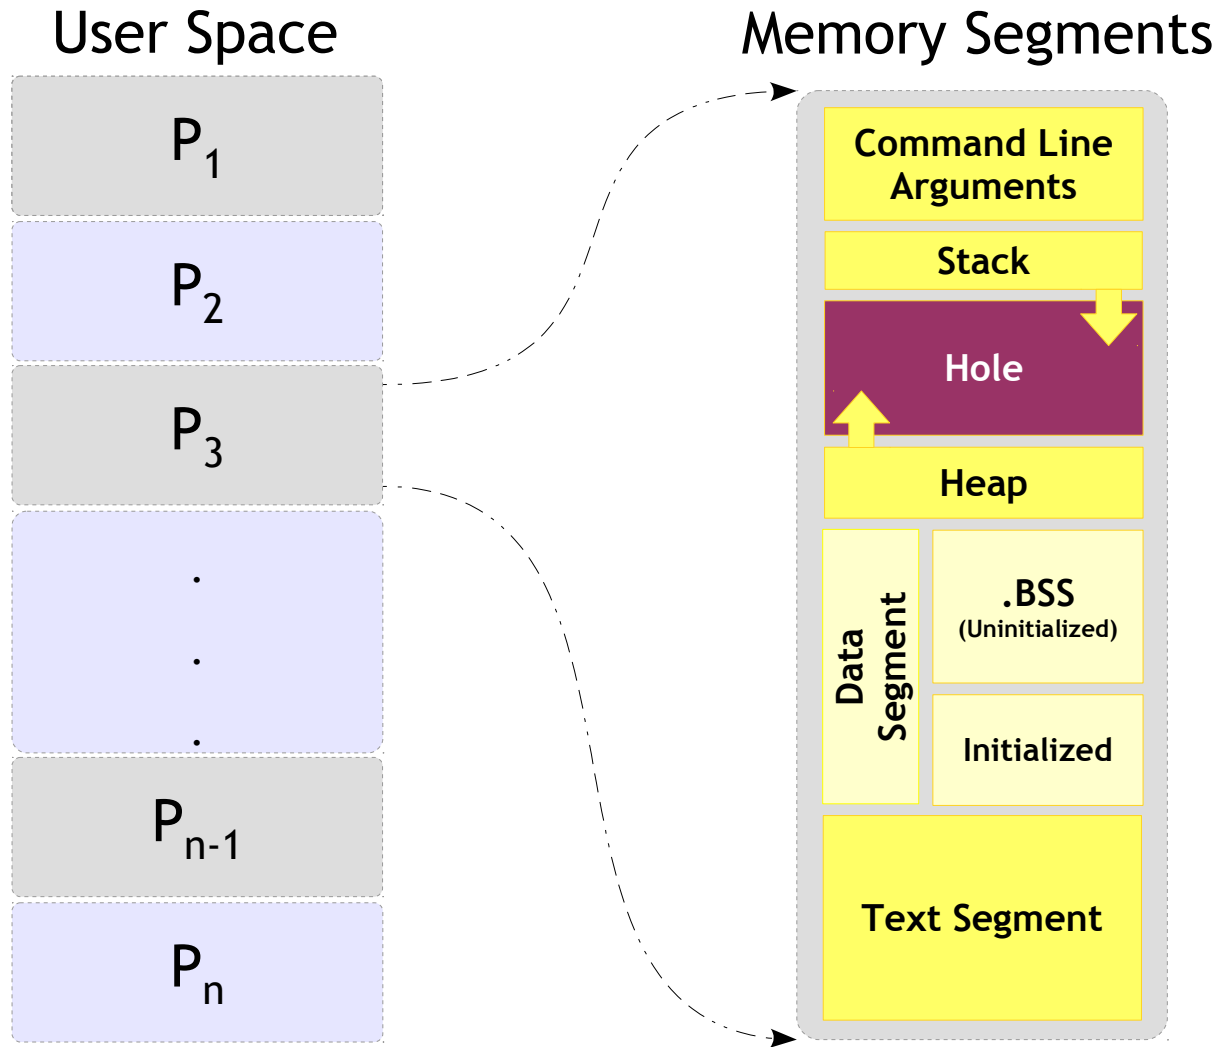 User Space
P1
P2
P3
.
.
.
Pn-1
Pn
Memory Segments
Command Line
Arguments
Stack
Hole
Heap
Data
Segment
.BSS
(Uninitialized)
Initialized
Text Segment